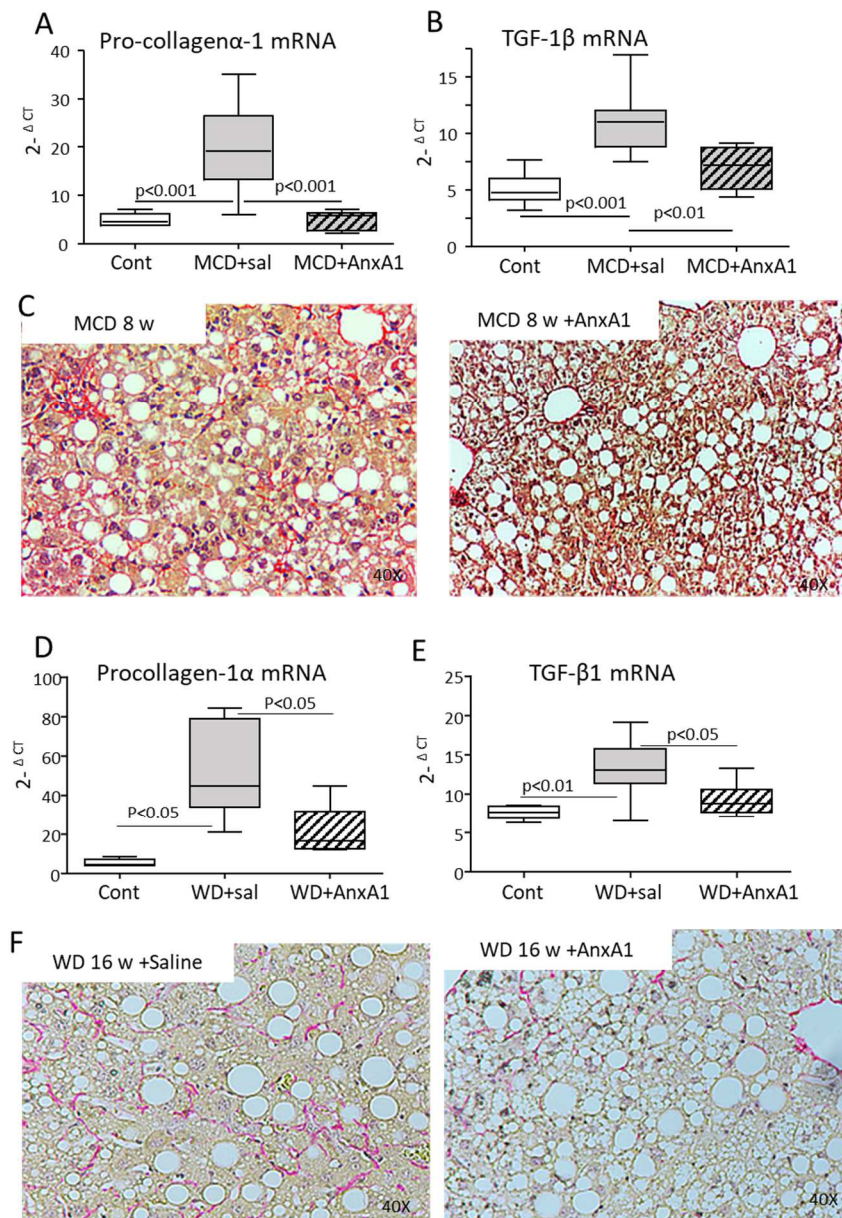 A
Pro-collagenα-1 mRNA
40
30
20
10
0
2- Δ CT
p<0.001
p<0.001
Cont
MCD+sal
MCD+AnxA1
B
TGF-1β mRNA
15
10
5
0
2- Δ CT
p<0.001
p<0.01
Cont
MCD+sal
MCD+AnxA1
C
MCD 8 w
40X
MCD 8 w +AnxA1
40X
D
Procollagen-1α mRNA
100
80
60
40
20
0
2- Δ CT
P<0.05
P<0.05
Cont
WD+sal
WD+AnxA1
E
TGF-β1 mRNA
25
20
15
10
5
0
2- Δ CT
p<0.01
p<0.05
Cont
WD+sal
WD+AnxA1
F
WD 16 w +Saline
40X
WD 16 w +AnxA1
40X